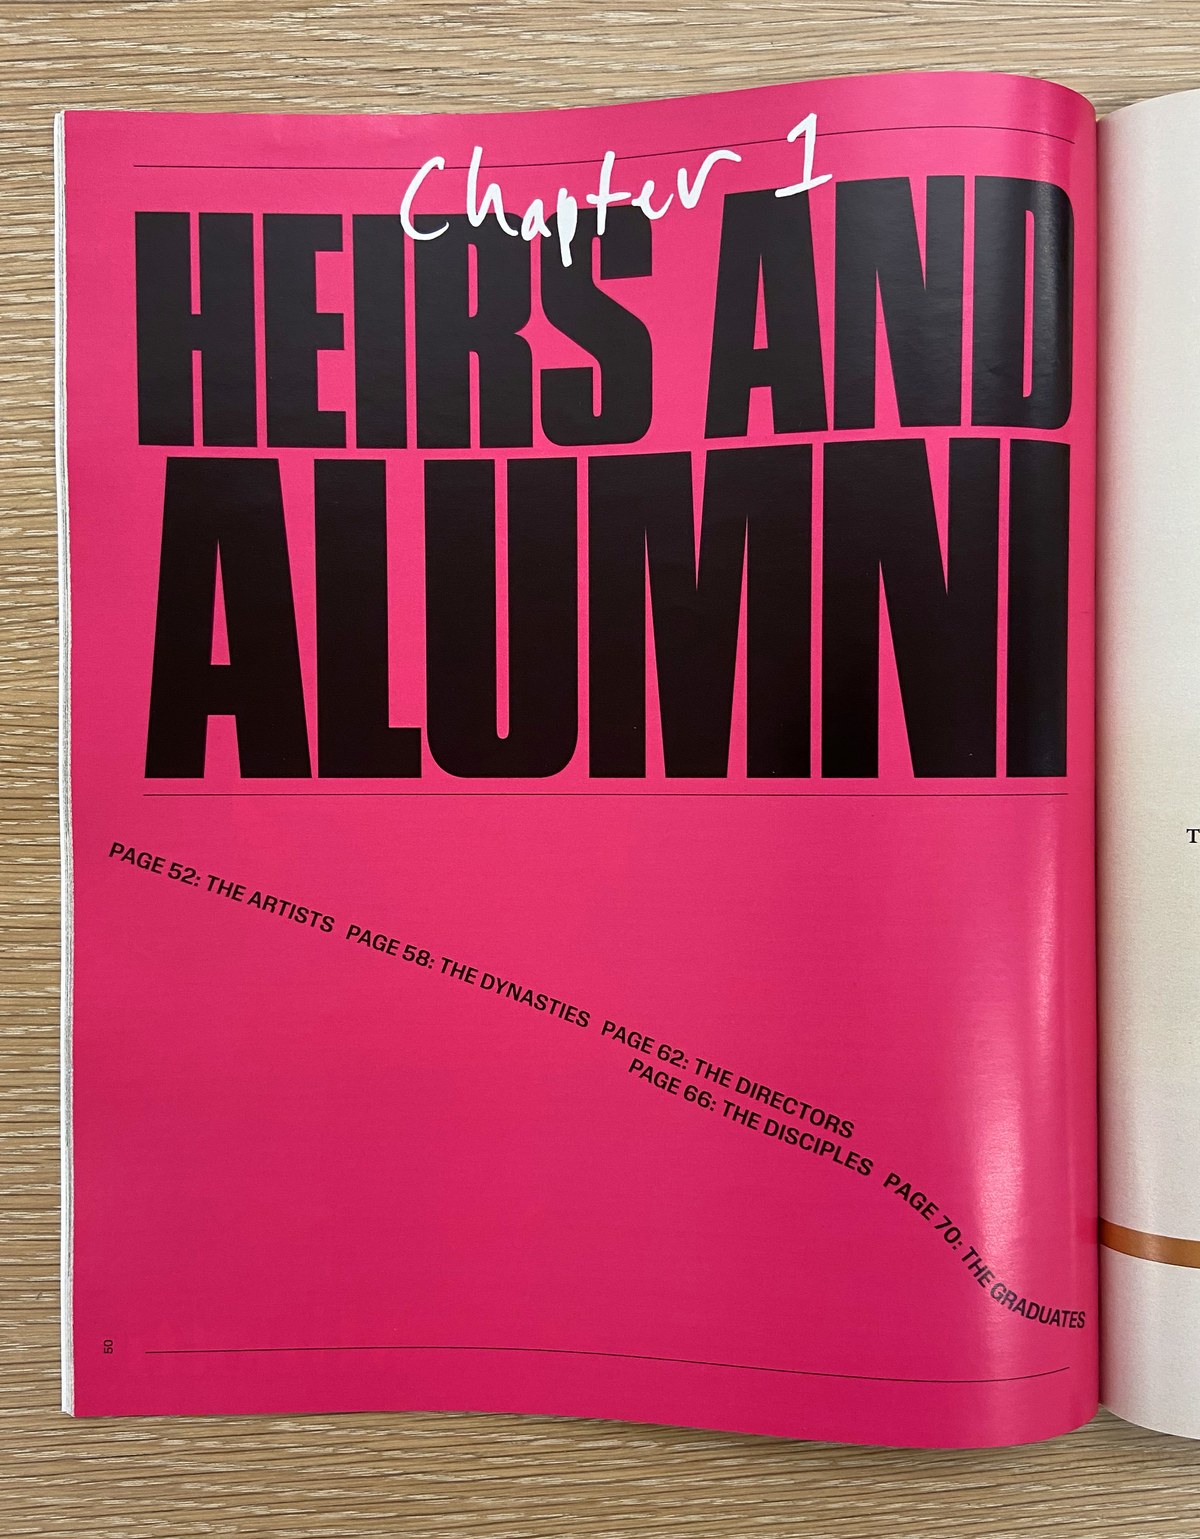 Chapter 1
HEIRS AND
ALUMNI
PAGE 52: THE ARTISTS PAGE 58: THE DYNASTIES PAGE 62: THE DIRECTORS
PAGE 66: THE DISCIPLES PAGE 70: THE GRADUATES
50
T